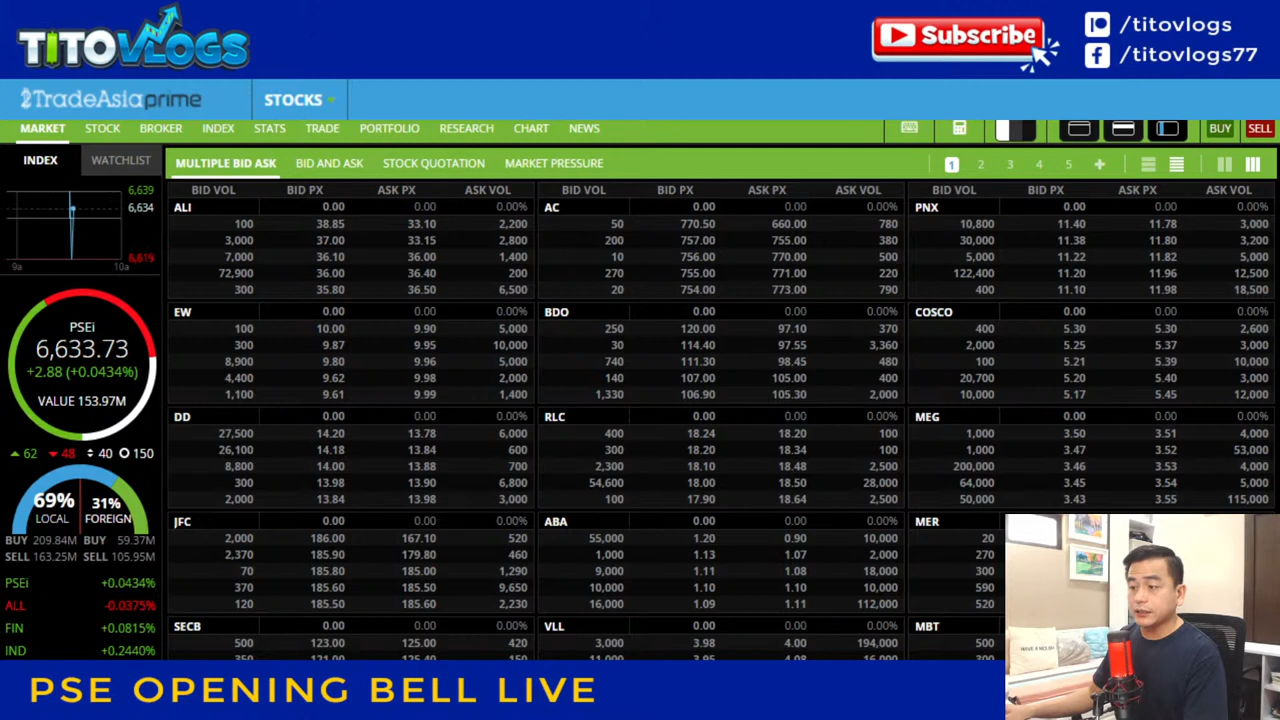 TITOVLOGS
Subscribe
/titovlogs
/titovlogs77
2TradeAsiaprime
STOCKS
MARKET STOCK BROKER INDEX STATS TRADE PORTFOLIO RESEARCH CHART NEWS BUY SELL
INDEX WATCHLIST
MULTIPLE BID ASK BID AND ASK STOCK QUOTATION MARKET PRESSURE 1 2 3 4 5
6,639
6,634
6,619
9a 10a
PSEi
6,633.73
+2.88 (+0.0434%)
VALUE 153.97M
62 48 40 150
69% LOCAL
31% FOREIGN
BUY 209.84M BUY 59.37M
SELL 163.25M SELL 105.95M
PSEi +0.0434%
ALL -0.0375%
FIN +0.0815%
IND +0.2440%
BID VOL BID PX ASK PX ASK VOL BID VOL BID PX ASK PX ASK VOL BID VOL BID PX ASK PX ASK VOL
ALI 0.00 0.00 0.00% AC 0.00 0.00 0.00% PNX 0.00 0.00 0.00%
100 38.85 33.10 2,200 50 770.50 660.00 780 10,800 11.40 11.78 3,000
3,000 37.00 33.15 2,800 200 757.00 755.00 380 30,000 11.38 11.80 3,200
7,000 36.10 36.00 1,400 10 756.00 770.00 500 5,000 11.22 11.82 5,000
72,900 36.00 36.40 200 270 755.00 771.00 220 122,400 11.20 11.96 12,500
300 35.80 36.50 6,500 20 754.00 773.00 790 400 11.10 11.98 18,500
EW 0.00 0.00 0.00% BDO 0.00 0.00 0.00% COSCO 0.00 0.00 0.00%
100 10.00 9.90 5,000 250 120.00 97.10 370 400 5.30 5.30 2,600
300 9.87 9.95 10,000 30 114.40 97.55 3,360 2,000 5.25 5.37 3,000
8,900 9.80 9.96 5,000 740 111.30 98.45 480 100 5.21 5.39 10,000
4,400 9.62 9.98 2,000 140 107.00 105.00 400 20,700 5.20 5.40 3,000
1,100 9.61 9.99 1,400 1,330 106.90 105.30 2,000 10,000 5.17 5.45 12,000
DD 0.00 0.00 0.00% RLC 0.00 0.00 0.00% MEG 0.00 0.00 0.00%
27,500 14.20 13.78 6,000 400 18.24 18.20 100 1,000 3.50 3.51 4,000
26,100 14.18 13.84 600 300 18.20 18.34 100 1,000 3.47 3.52 53,000
8,800 14.00 13.88 700 2,300 18.10 18.48 2,500 200,000 3.46 3.53 4,000
300 13.98 13.90 6,800 54,600 18.00 18.50 28,000 64,000 3.45 3.54 5,000
2,000 13.84 13.98 3,000 100 17.90 18.64 2,500 50,000 3.43 3.55 115,000
JFC 0.00 0.00 0.00% ABA 0.00 0.00 0.00% MER
2,000 186.00 167.10 520 55,000 1.20 0.90 10,000 20
2,370 185.90 179.80 460 1,000 1.13 1.07 2,000 270
70 185.80 185.00 1,290 9,000 1.11 1.08 18,000 300
370 185.60 185.50 9,650 10,000 1.10 1.10 10,000 590
120 185.50 185.60 2,230 16,000 1.09 1.11 112,000 520
SECB 0.00 0.00 0.00% VLL 0.00 0.00 0.00% MBT
500 123.00 125.00 420 3,000 3.98 4.00 194,000 500
PSE OPENING BELL LIVE